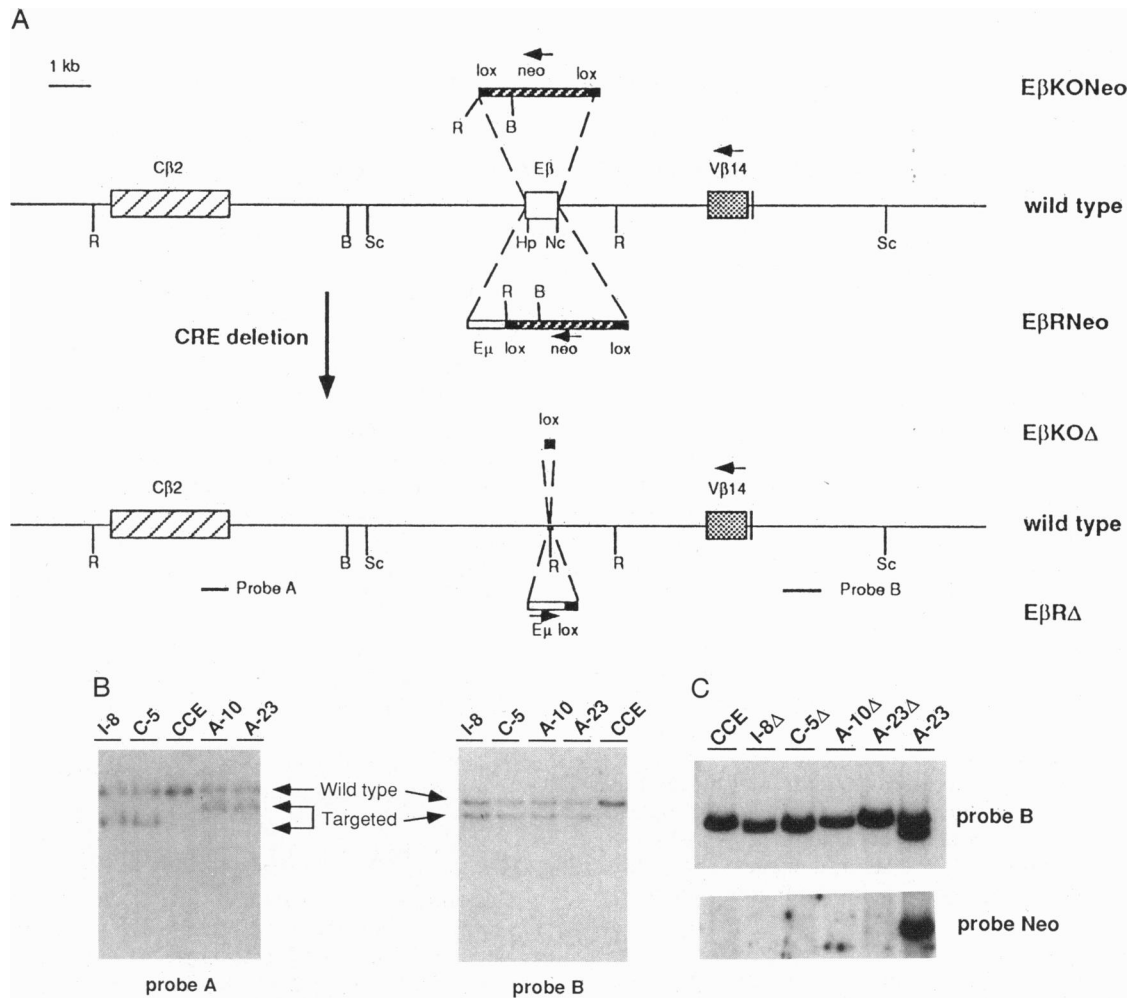 A
1 kb
lox neo lox
EβKONeo
R B
Cβ2 Eβ Vβ14
wild type
R B Sc Hp Nc R Sc
R B
EβRNeo
CRE deletion
Eμ lox neo lox
lox
EβKOΔ
Cβ2 Vβ14
wild type
R B Sc R R Sc
Probe A Probe B
Eμ lox
EβRΔ
B
I-8 C-5 CCE A-10 A-23
Wild type
Targeted
probe A
I-8 C-5 A-10 A-23 CCE
probe B
C
CCE I-8Δ C-5Δ A-10Δ A-23Δ A-23
probe B
probe Neo